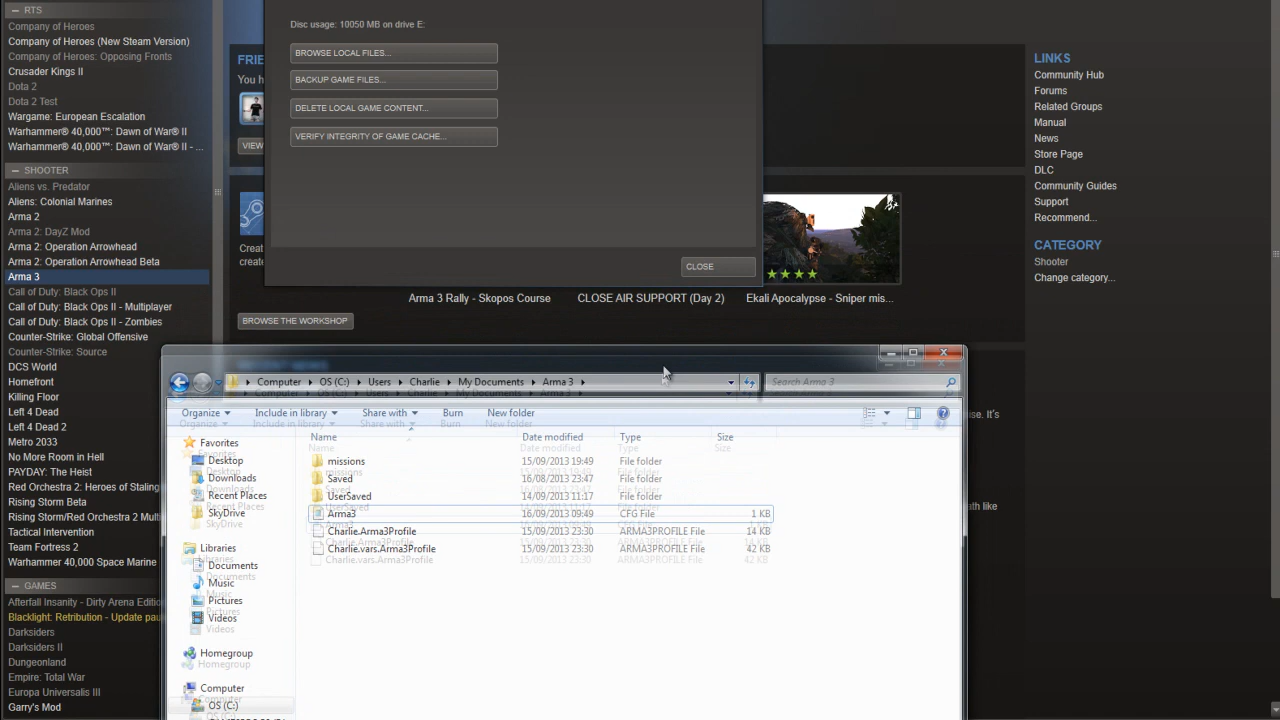 RTS
Company of Heroes
Company of Heroes (New Steam Version)
Company of Heroes: Opposing Fronts
Crusader Kings II
Dota 2
Dota 2 Test
Wargame: European Escalation
Warhammer® 40,000™: Dawn of War® II
Warhammer® 40,000™: Dawn of War® II - ...
SHOOTER
Aliens vs. Predator
Aliens: Colonial Marines
Arma 2
Arma 2: DayZ Mod
Arma 2: Operation Arrowhead
Arma 2: Operation Arrowhead Beta
Arma 3
Call of Duty: Black Ops II
Call of Duty: Black Ops II - Multiplayer
Call of Duty: Black Ops II - Zombies
Counter-Strike: Global Offensive
Counter-Strike: Source
DCS World
Homefront
Killing Floor
Left 4 Dead
Left 4 Dead 2
Metro 2033
No More Room in Hell
PAYDAY: The Heist
Red Orchestra 2: Heroes of Staling
Rising Storm Beta
Rising Storm/Red Orchestra 2 Mult
Tactical Intervention
Team Fortress 2
Warhammer 40,000 Space Marine
GAMES
Afterfall Insanity - Dirty Arena Edition
Blacklight: Retribution - Update pau
Darksiders
Darksiders II
Dungeonland
Empire: Total War
Europa Universalis III
Garry's Mod
FRIE
You h
VIEW
Creat
create
Disc usage: 10050 MB on drive E:
BROWSE LOCAL FILES...
BACKUP GAME FILES...
DELETE LOCAL GAME CONTENT...
VERIFY INTEGRITY OF GAME CACHE...
CLOSE
Arma 3 Rally - Skopos Course
CLOSE AIR SUPPORT (Day 2)
Ekali Apocalypse - Sniper mis...
BROWSE THE WORKSHOP
LINKS
Community Hub
Forums
Related Groups
Manual
News
Store Page
DLC
Community Guides
Support
Recommend...
CATEGORY
Shooter
Change category...
Computer OS (C:) Users Charlie My Documents Arma 3
Search Arma 3
Organize Include in library Share with Burn New folder
Favorites
Desktop
Downloads
Recent Places
SkyDrive
Libraries
Documents
Music
Pictures
Videos
Homegroup
Computer
OS (C:)
Name Date modified Type Size
missions 15/09/2013 19:49 File folder
Saved 16/08/2013 23:47 File folder
UserSaved 14/09/2013 11:17 File folder
Arma3 16/09/2013 09:49 CFG File 1 KB
Charlie.Arma3Profile 15/09/2013 23:30 ARMA3PROFILE File 14 KB
Charlie.vars.Arma3Profile 15/09/2013 23:30 ARMA3PROFILE File 42 KB
ise. It's
ath like